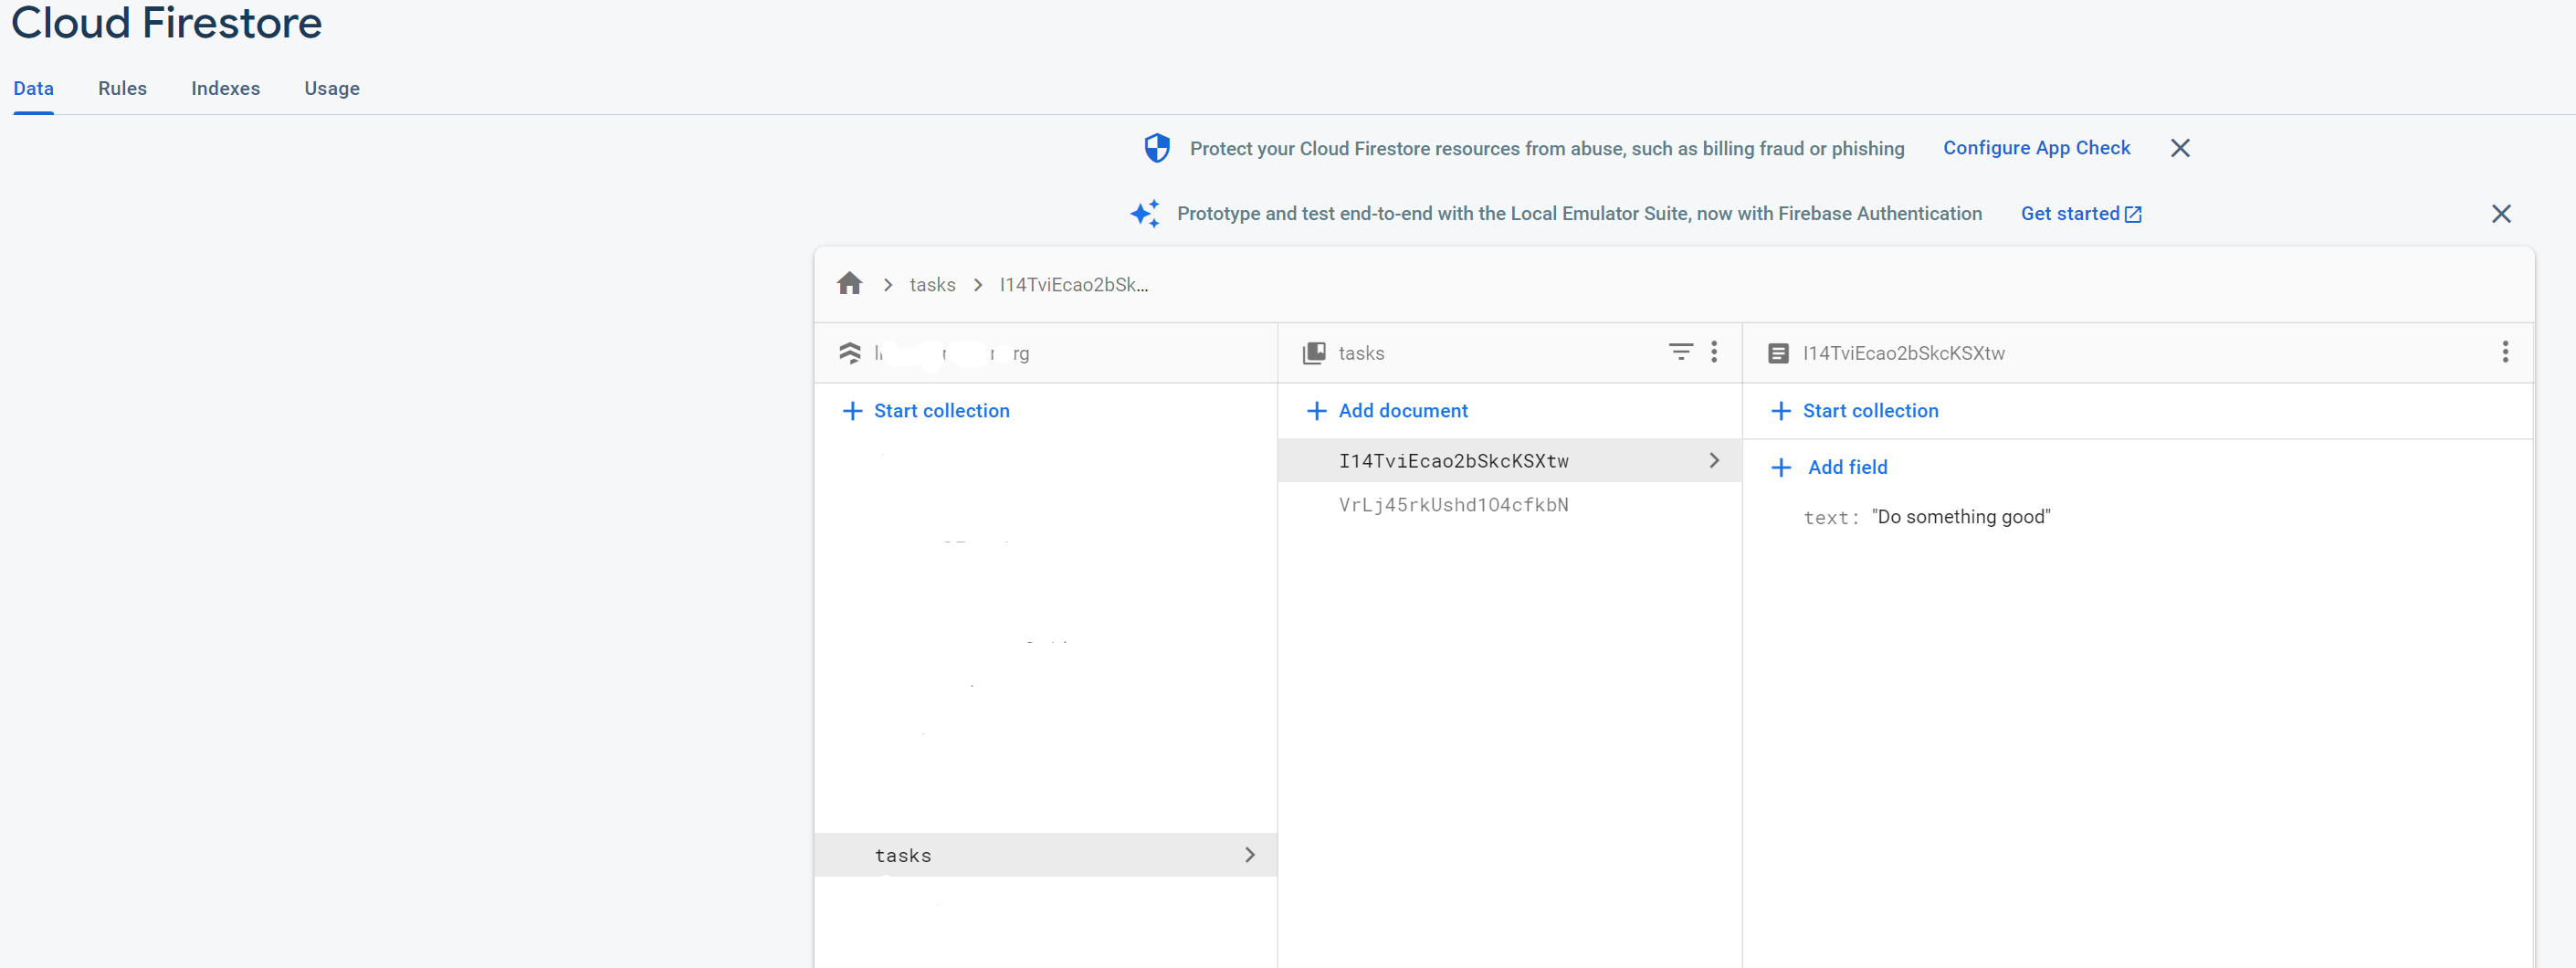 Cloud Firestore
Data Rules Indexes Usage
Protect your Cloud Firestore resources from abuse, such as billing fraud or phishing Configure App Check
Prototype and test end-to-end with the Local Emulator Suite, now with Firebase Authentication Get started
tasks I14TviEcao2bSk...
tasks
I14TviEcao2bSkcKSXtw
Start collection
Add document
Start collection
I14TviEcao2bSkcKSXtw
Add field
VrLj45rkUshd1O4cfkbN
text: "Do something good"
tasks